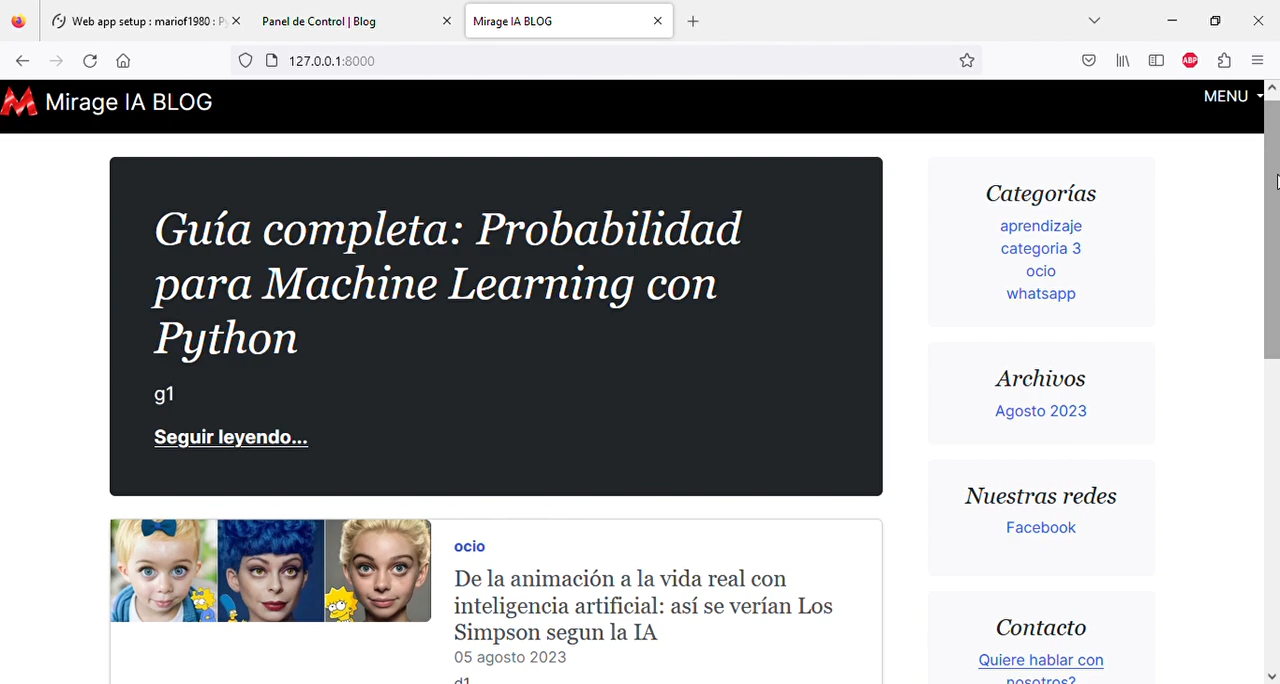 Web app setup : mariof1980 : Py
Panel de Control | Blog
Mirage IA BLOG
127.0.0.1:8000
ABP
Mirage IA BLOG
MENU
Guía completa: Probabilidad
para Machine Learning con
Python
g1
Seguir leyendo...
ocio
De la animación a la vida real con
inteligencia artificial: así se verían Los
Simpson segun la IA
05 agosto 2023
d1
Categorías
aprendizaje
categoria 3
ocio
whatsapp
Archivos
Agosto 2023
Nuestras redes
Facebook
Contacto
Quiere hablar con
nosotros?